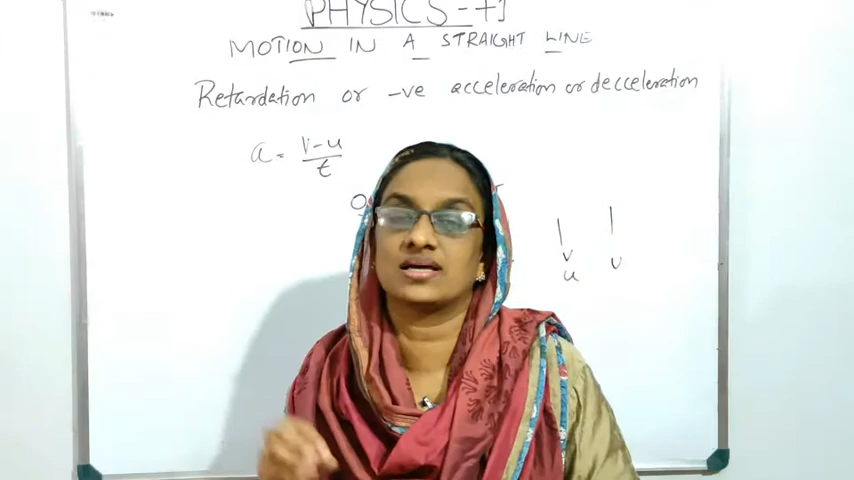 PHYSICS - +1
MOTION IN A STRAIGHT LINE
Retardation or -ve acceleration or decceleration
a = v-u
t
O
v
u υ